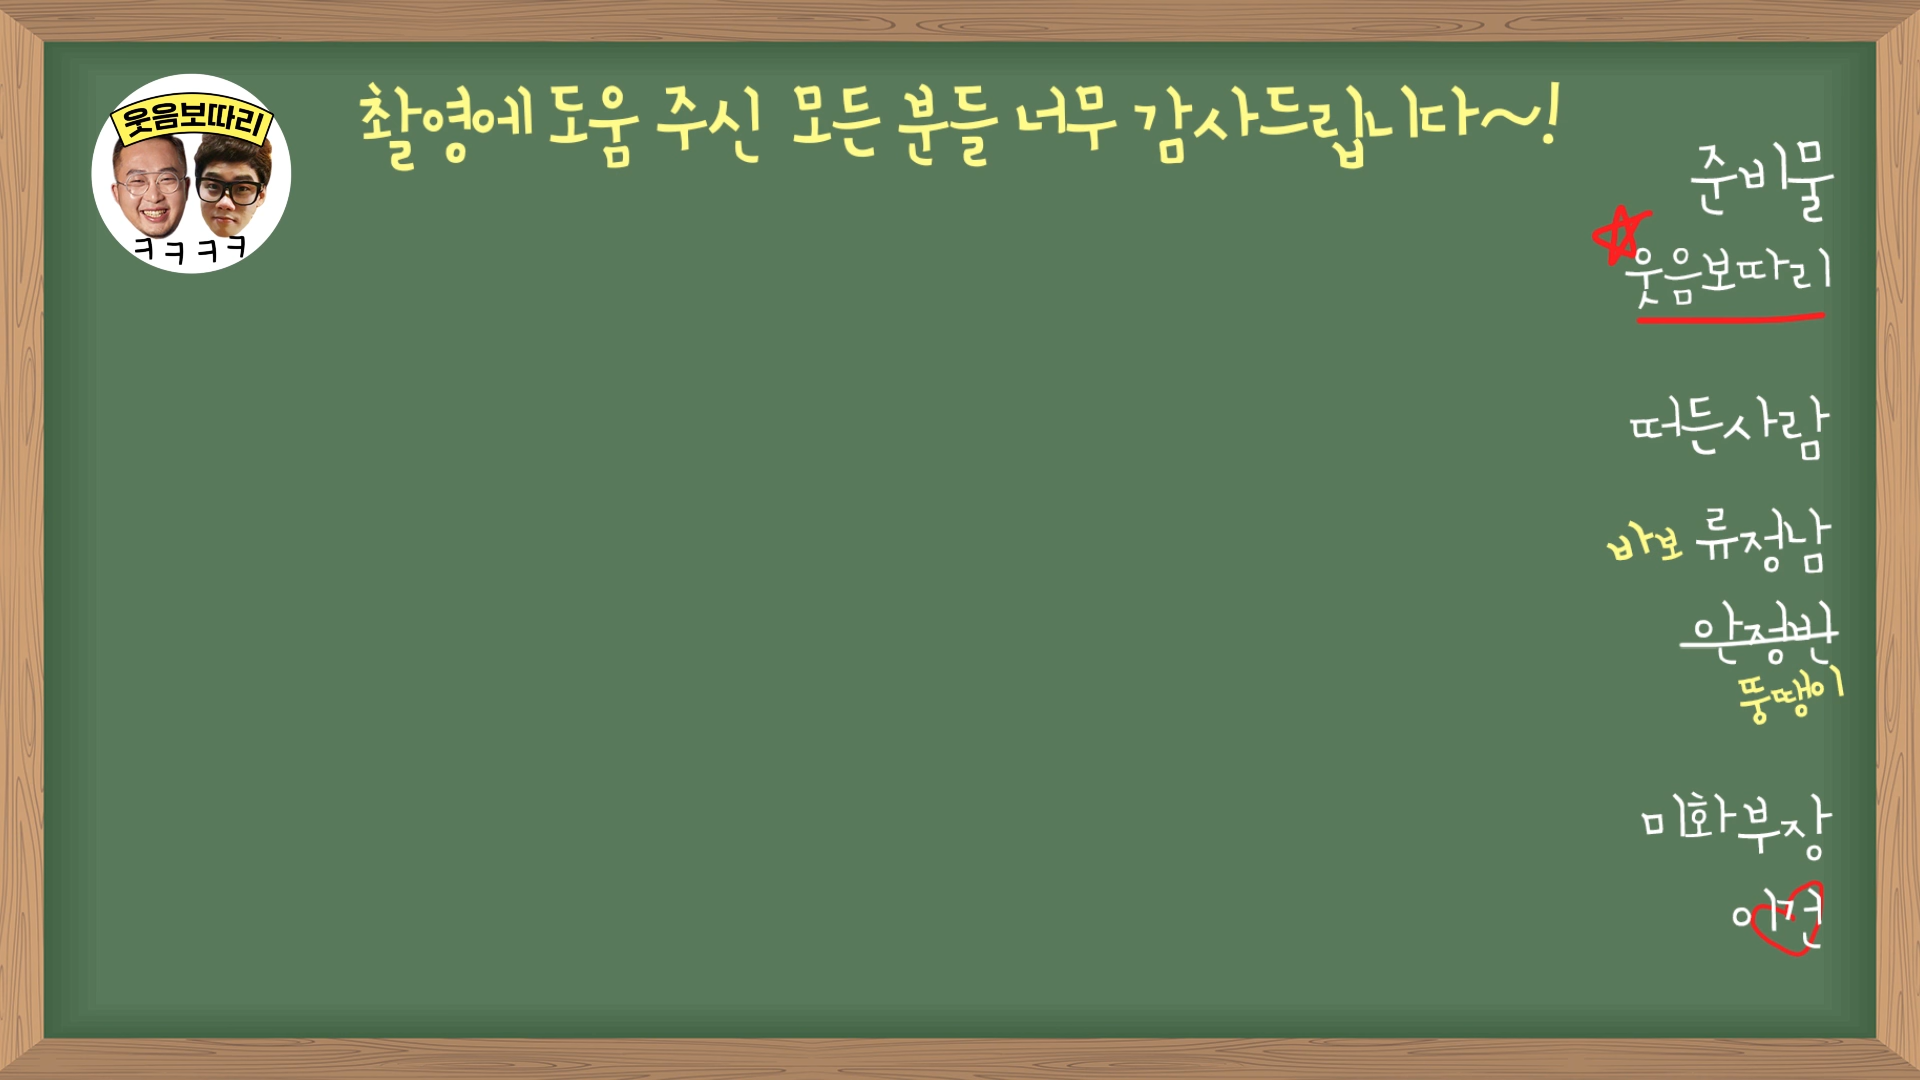 웃음보따리
ㅋㅋㅋㅋ
촬영에 도움 주신 모든 분들 너무 감사드립니다~!
준비물
웃음보따리
떠든사람
바보 류정남
안정빈
뚱땡이
미화부장
이건